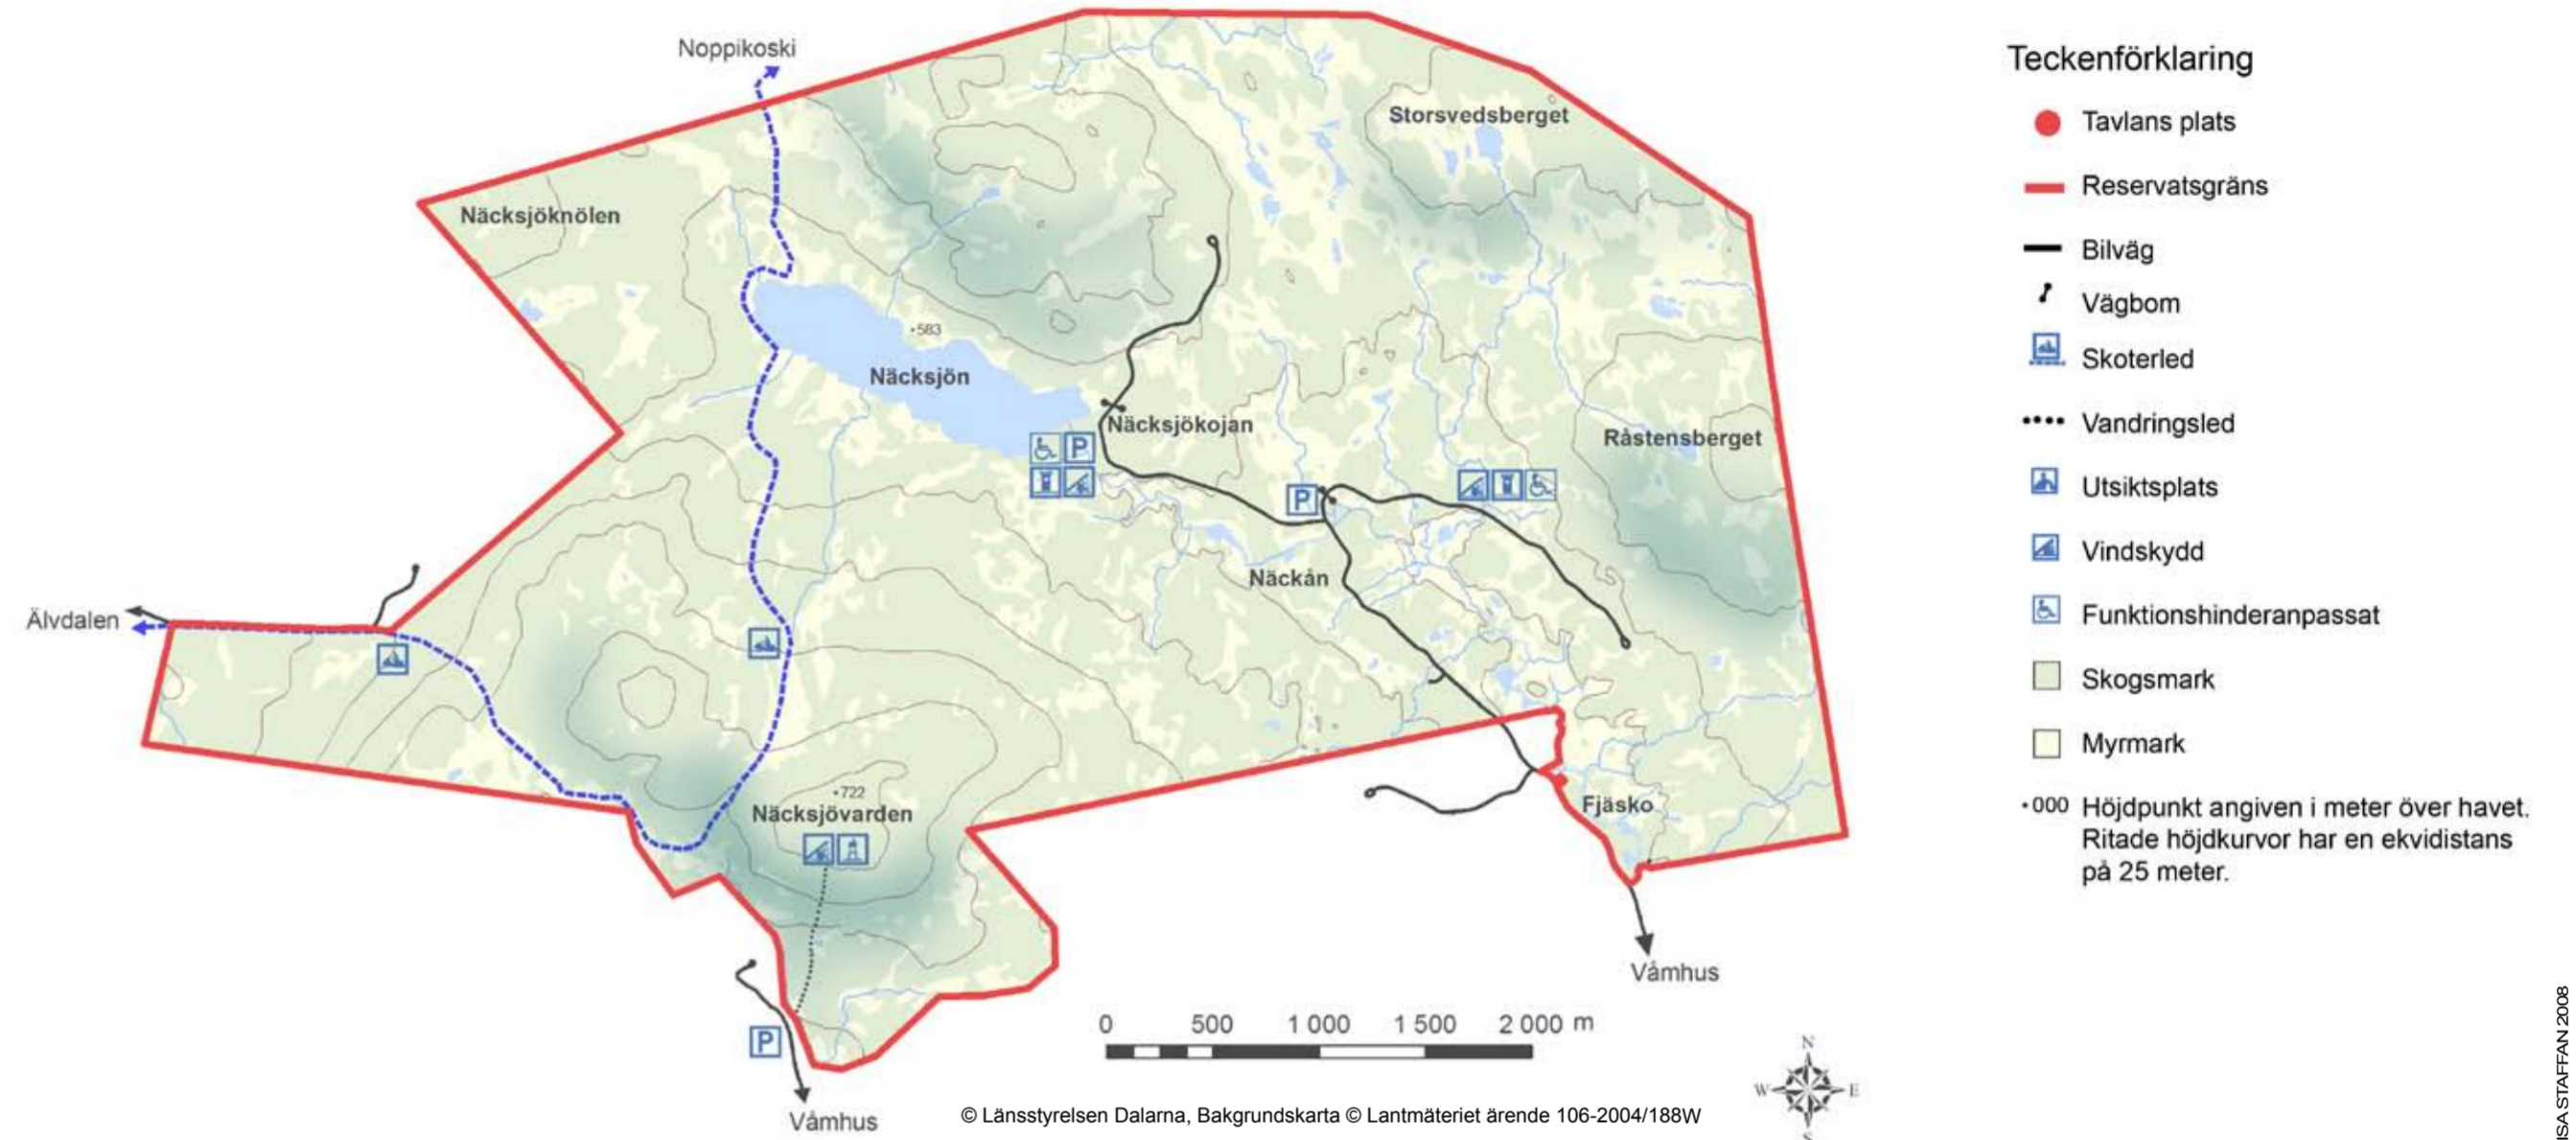 Noppikoski
Storsvedsberget
Näcksjöknölen
•583
Näcksjön
Näcksjökojan
Råstensberget
P
P
Näckån
Älvdalen
•722
Näcksjövarden
Fjäsko
Våmhus
P
Våmhus
0 500 1 000 1 500 2 000 m
N
W E
S
© Länsstyrelsen Dalarna, Bakgrundskarta © Lantmäteriet ärende 106-2004/188W
Teckenförklaring
Tavlans plats
Reservatsgräns
Bilväg
Vägbom
Skoterled
Vandringsled
Utsiktsplats
Vindskydd
Funktionshinderanpassat
Skogsmark
Myrmark
•000 Höjdpunkt angiven i meter över havet.
Ritade höjdkurvor har en ekvidistans
på 25 meter.
STAFFAN 2008